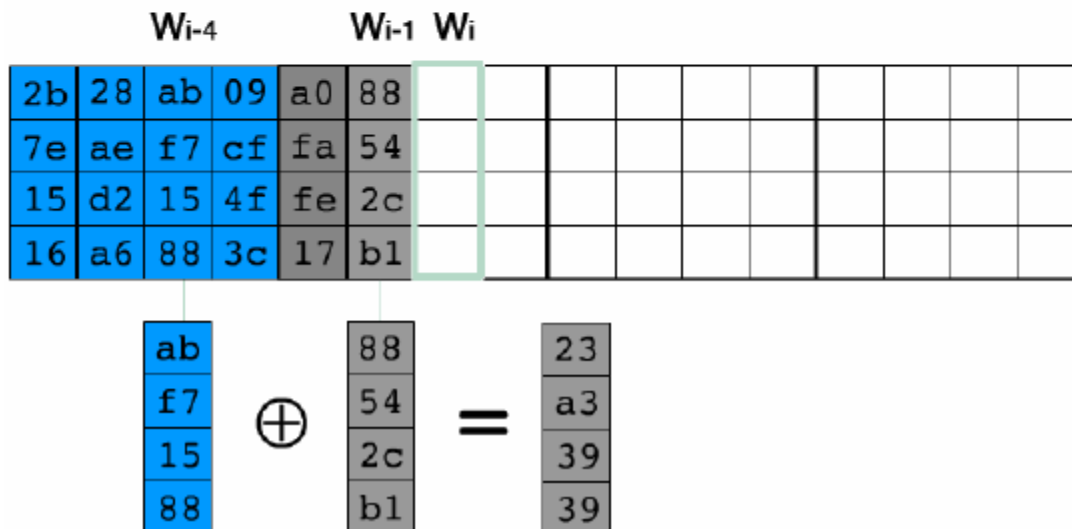 Wi-4 Wi-1 Wi
2b 28 ab 09 a0 88
7e ae f7 cf fa 54
15 d2 15 4f fe 2c
16 a6 88 3c 17 b1
ab 88 23
f7 54 a3
⊕ =
15 2c 39
88 b1 39